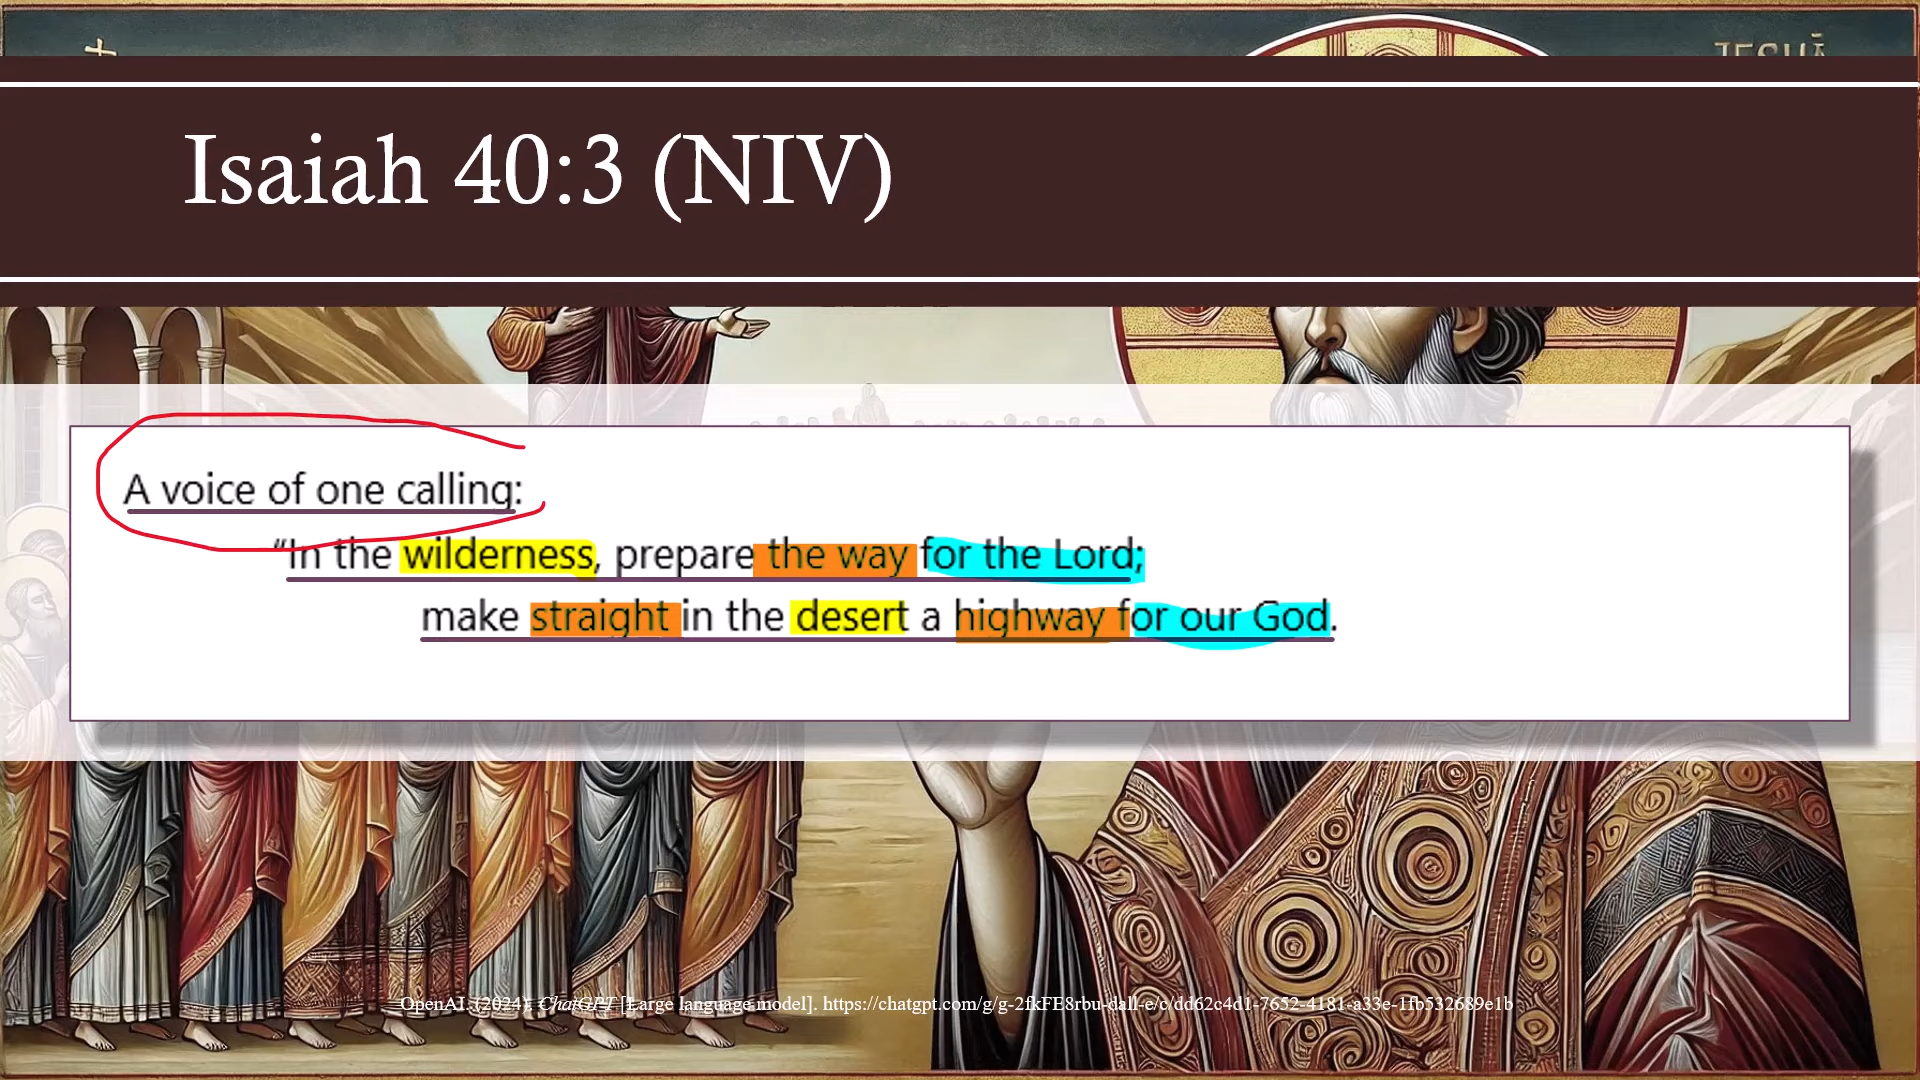 Isaiah 40:3 (NIV)
A voice of one calling:
“In the wilderness, prepare the way for the Lord;
make straight in the desert a highway for our God.
OpenAI. (2024). ChatGPT [Large language model]. https://chatgpt.com/g/g-2fkFE8rbu-dall-e/c/dd62c4d1-7652-4181-a33e-1fb532689e1b